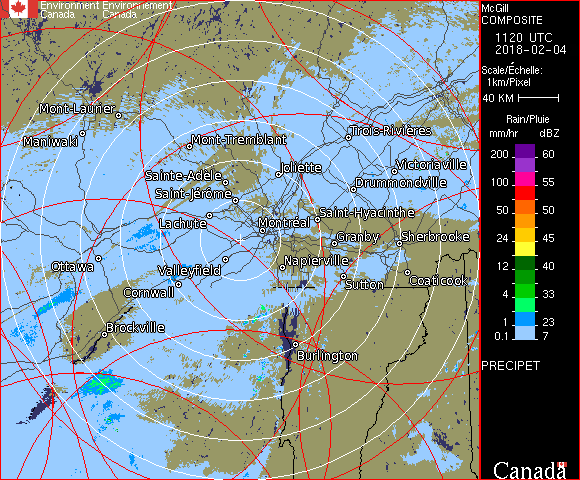 Environment Environnement
Canada Canada
Mont-Laurier
Maniwaki
Mont-Tremblant
Trois-Rivières
Sainte-Adèle
Joliette
Victoriaville
Saint-Jérôme
Drummondville
Lachute
Montréal
Saint-Hyacinthe
Granby
Sherbrooke
Ottawa
Valleyfield
Napierville
Cornwall
Sutton
Coaticook
Brockville
Burlington
McGill
COMPOSITE
1120 UTC
2018-02-04
Scale/Échelle:
1km/Pixel
40 KM
Rain/Pluie
mm/hr dBZ
200 60
100 55
50 50
24 45
12 40
4 33
1 23
0.1 7
PRECIPET
Canada